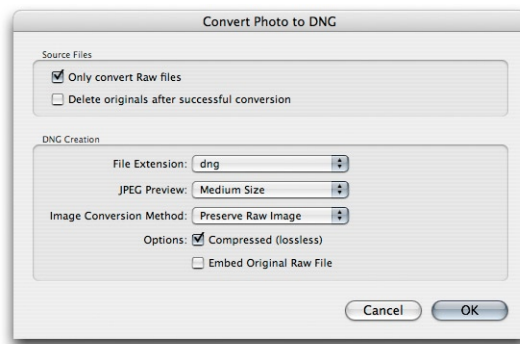 Convert Photo to DNG
Source Files
Only convert Raw files
Delete originals after successful conversion
DNG Creation
File Extension: dng
JPEG Preview: Medium Size
Image Conversion Method: Preserve Raw Image
Options: Compressed (lossless)
Embed Original Raw File
Cancel OK